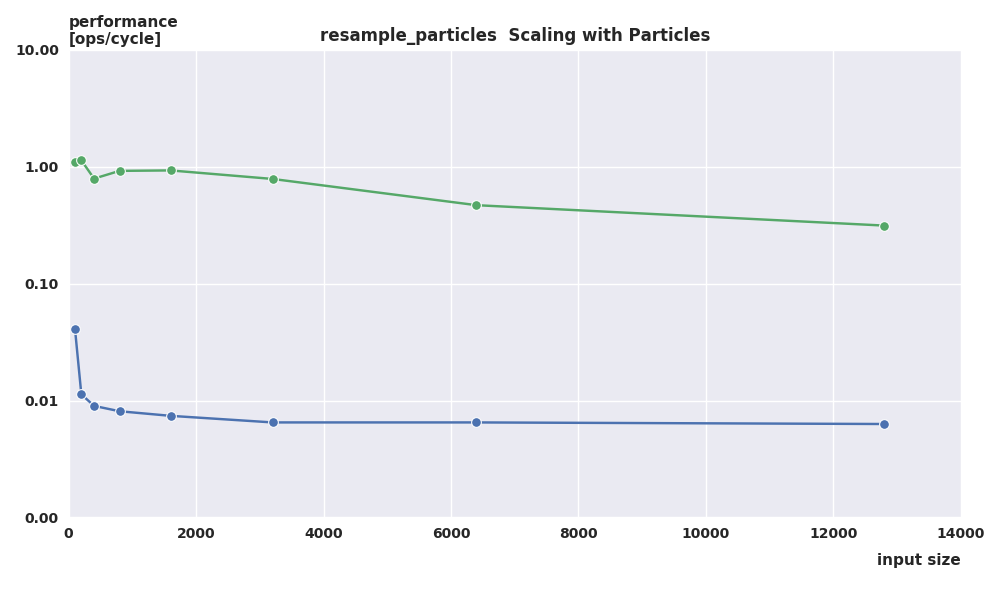 performance
[ops/cycle]
resample_particles  Scaling with Particles
10.00
1.00
0.10
0.01
0.00
0 2000 4000 6000 8000 10000 12000 14000
input size